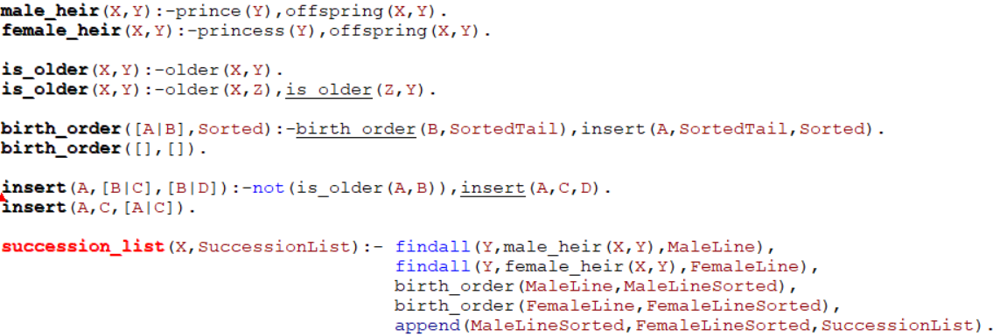 male_heir(X,Y):-prince(Y),offspring(X,Y).
female_heir(X,Y):-princess(Y),offspring(X,Y).
is_older(X,Y):-older(X,Y).
is_older(X,Y):-older(X,Z),is_older(Z,Y).
birth_order([A|B],Sorted):-birth_order(B,SortedTail),insert(A,SortedTail,Sorted).
birth_order([],[]).
insert(A,[B|C],[B|D]):-not(is_older(A,B)),insert(A,C,D).
insert(A,C,[A|C]).
succession_list(X,SuccessionList):- findall(Y,male_heir(X,Y),MaleLine),
findall(Y,female_heir(X,Y),FemaleLine),
birth_order(MaleLine,MaleLineSorted),
birth_order(FemaleLine,FemaleLineSorted),
append(MaleLineSorted,FemaleLineSorted,SuccessionList).